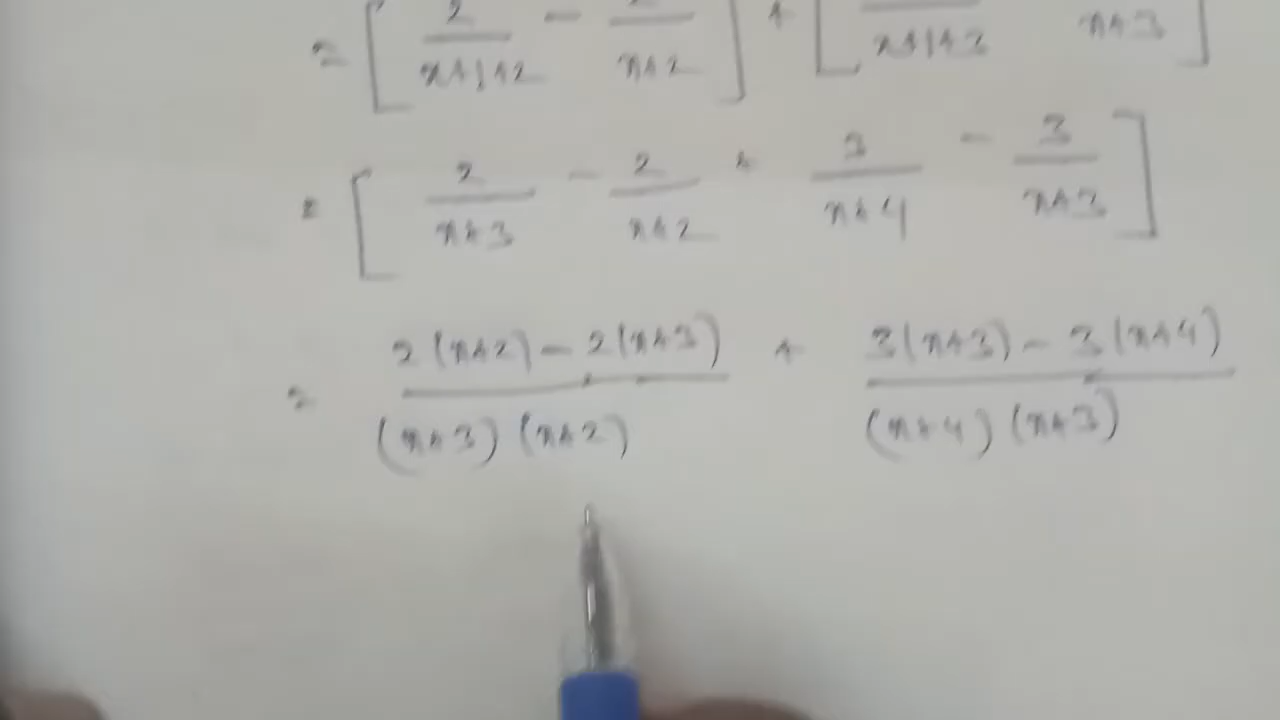 = [ 2/(x+1+2) - 2/(x+2) ] + [ /(x+1+3) x+3 ]
= [ 2/(x+3) - 2/(x+2) + 3/(x+4) - 3/(x+3) ]
= 2(x+2) - 2(x+3)/(x+3)(x+2) + 3(x+3) - 3(x+4)/(x+4)(x+3)